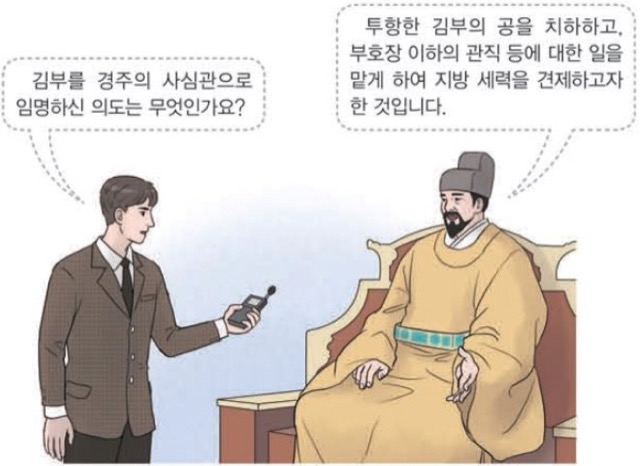 김부를 경주의 사심관으로
임명하신 의도는 무엇인가요?
투항한 김부의 공을 치하하고,
부호장 이하의 관직 등에 대한 일을
맡게 하여 지방 세력을 견제하고자
한 것입니다.